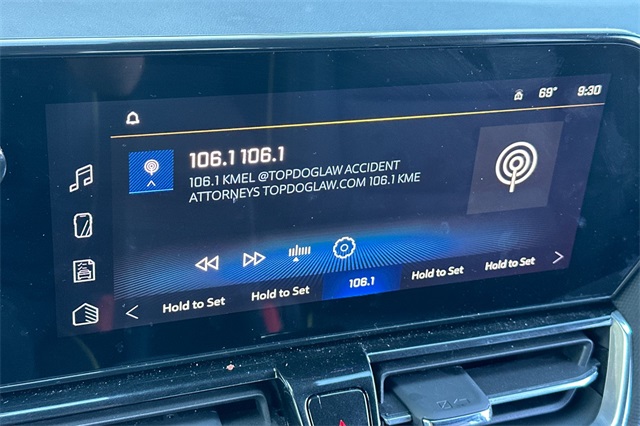 69° 9:30
106.1 106.1
106.1 KMEL @TOPDOGLAW ACCIDENT
ATTORNEYS TOPDOGLAW.COM 106.1 KME
Hold to Set Hold to Set 106.1 Hold to Set Hold to Set